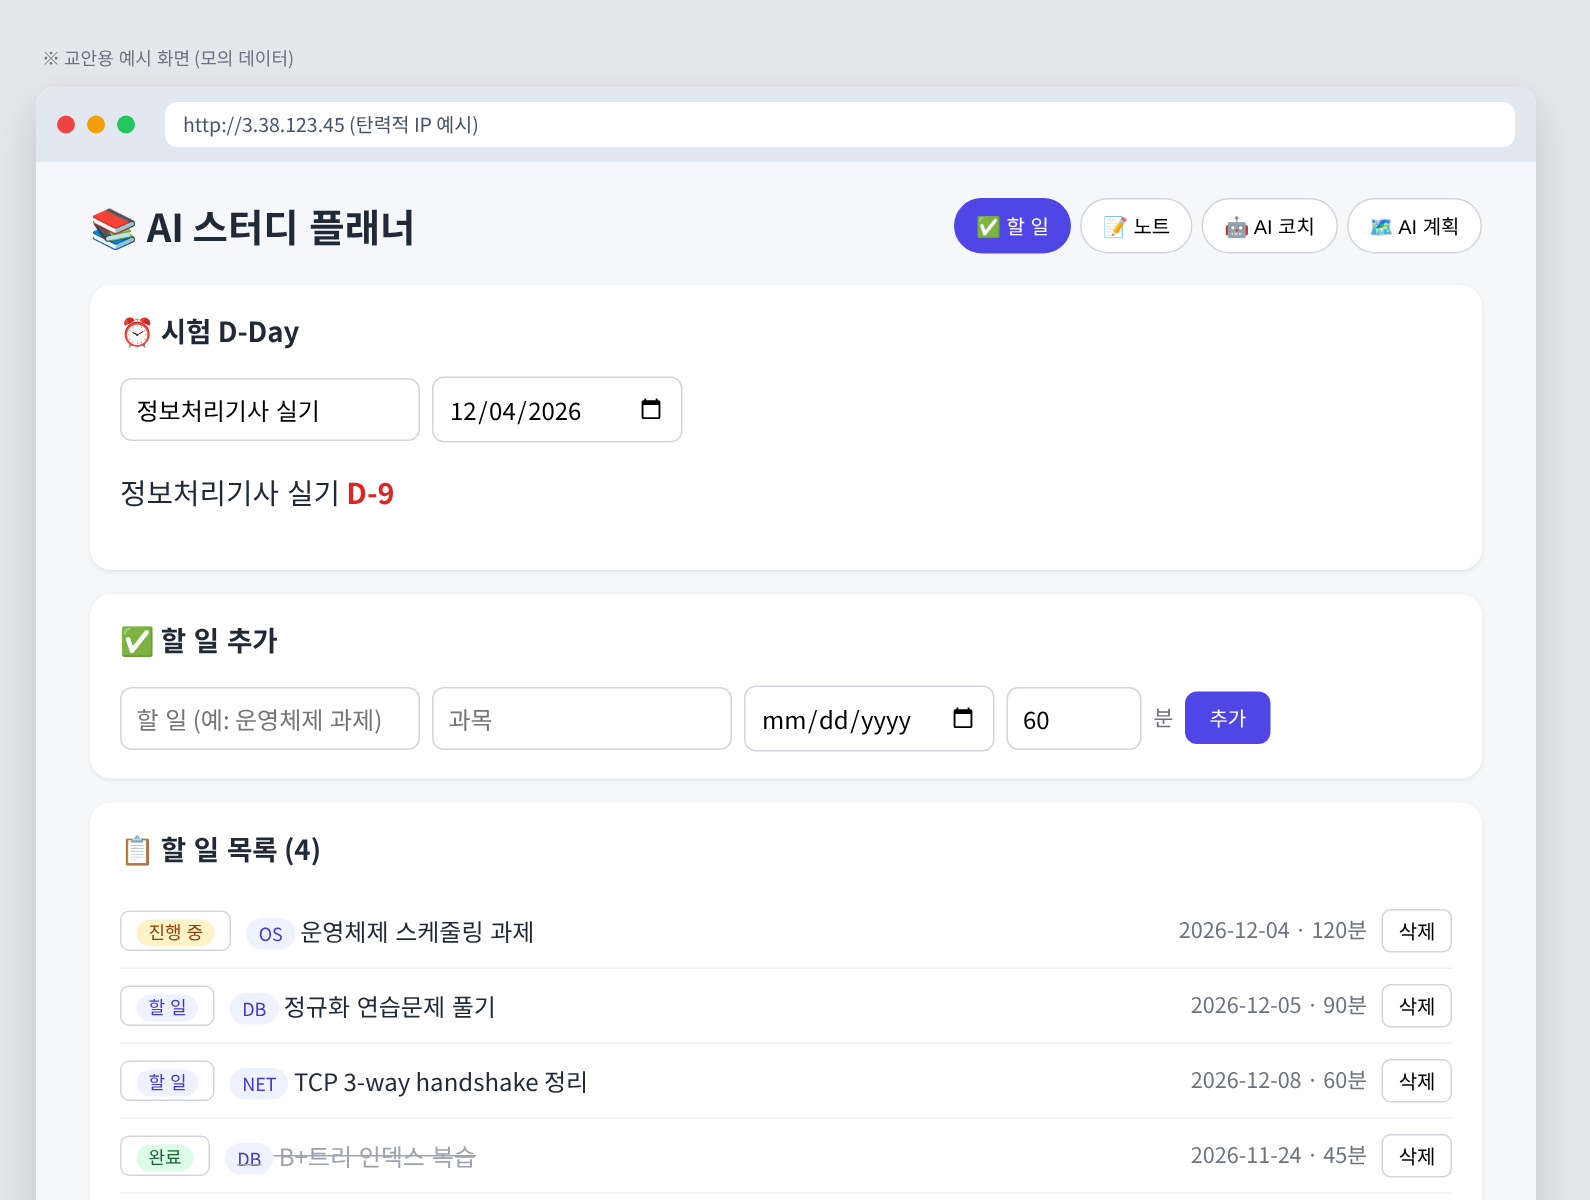 ※ 교안용 예시 화면 (모의 데이터)
http://3.38.123.45 (탄력적 IP 예시)
📚 AI 스터디 플래너
✅ 할 일 📝 노트 🤖 AI 코치 🗺️ AI 계획
⏰ 시험 D-Day
정보처리기사 실기 12/04/2026
정보처리기사 실기 D-9
✅ 할 일 추가
할 일 (예: 운영체제 과제) 과목 mm/dd/yyyy 60 분 추가
📋 할 일 목록 (4)
진행 중 OS 운영체제 스케줄링 과제 2026-12-04 · 120분 삭제
할 일 DB 정규화 연습문제 풀기 2026-12-05 · 90분 삭제
할 일 NET TCP 3-way handshake 정리 2026-12-08 · 60분 삭제
완료 DB B+트리 인덱스 복습 2026-11-24 · 45분 삭제